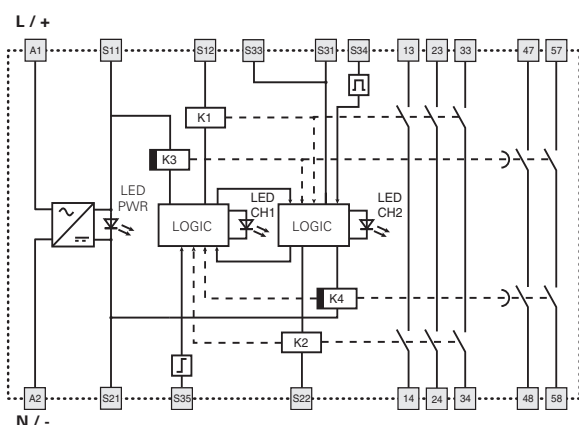 L / +
A1 S11 S12 S33 S31 S34 13 23 33 47 57
K1
K3
LED
PWR
LOGIC
LED
CH1
LOGIC
LED
CH2
K4
K2
A2 S21 S35 S22 14 24 34 48 58
N / -